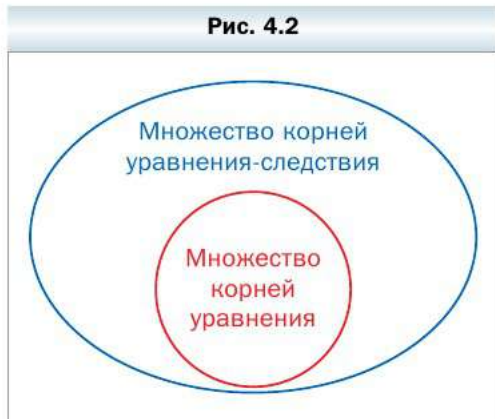 Рис. 4.2
Множество корней
уравнения-следствия
Множество
корней
уравнения